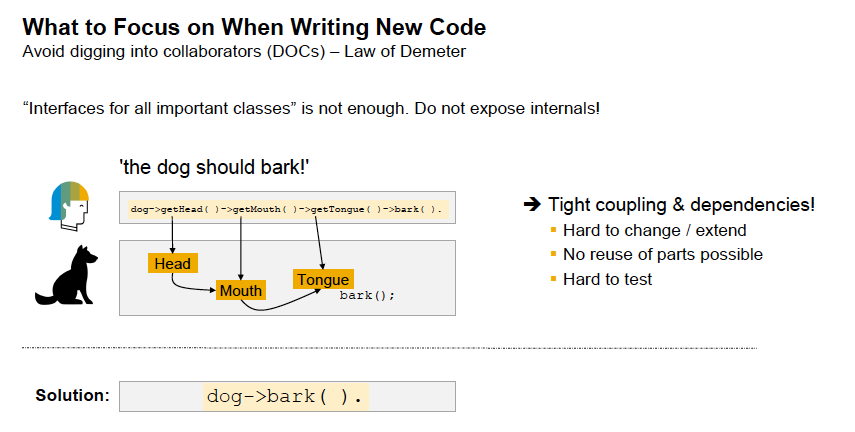 What to Focus on When Writing New Code
Avoid digging into collaborators (DOCs) – Law of Demeter
“Interfaces for all important classes” is not enough. Do not expose internals!
'the dog should bark!'
dog->getHead( )->getMouth( )->getTongue( )->bark( ).
Head
Mouth
Tongue
bark();
➔ Tight coupling & dependencies!
▪ Hard to change / extend
▪ No reuse of parts possible
▪ Hard to test
Solution:
dog->bark( ).